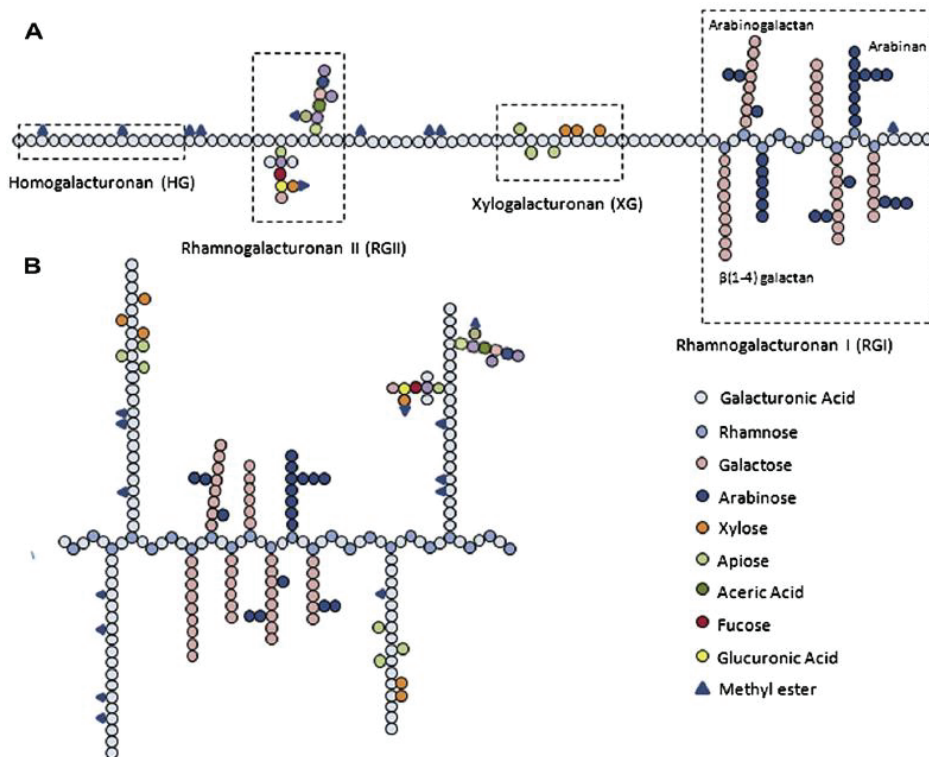 A
Arabinogalactan
Arabinan
Homogalacturonan (HG)
Xylogalacturonan (XG)
Rhamnogalacturonan II (RGII)
B
β(1-4) galactan
Rhamnogalacturonan I (RGI)
Galacturonic Acid
Rhamnose
Galactose
Arabinose
Xylose
Apiose
Aceric Acid
Fucose
Glucuronic Acid
Methyl ester